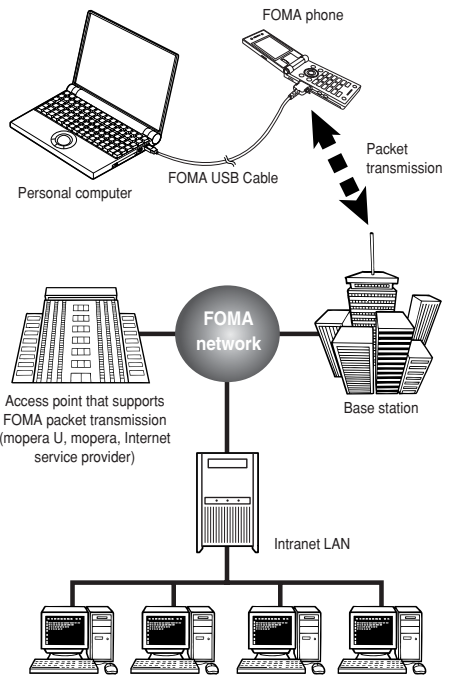 FOMA phone
Packet
transmission
FOMA USB Cable
Personal computer
FOMA
network
Access point that supports
FOMA packet transmission
(mopera U, mopera, Internet
service provider)
Base station
Intranet LAN